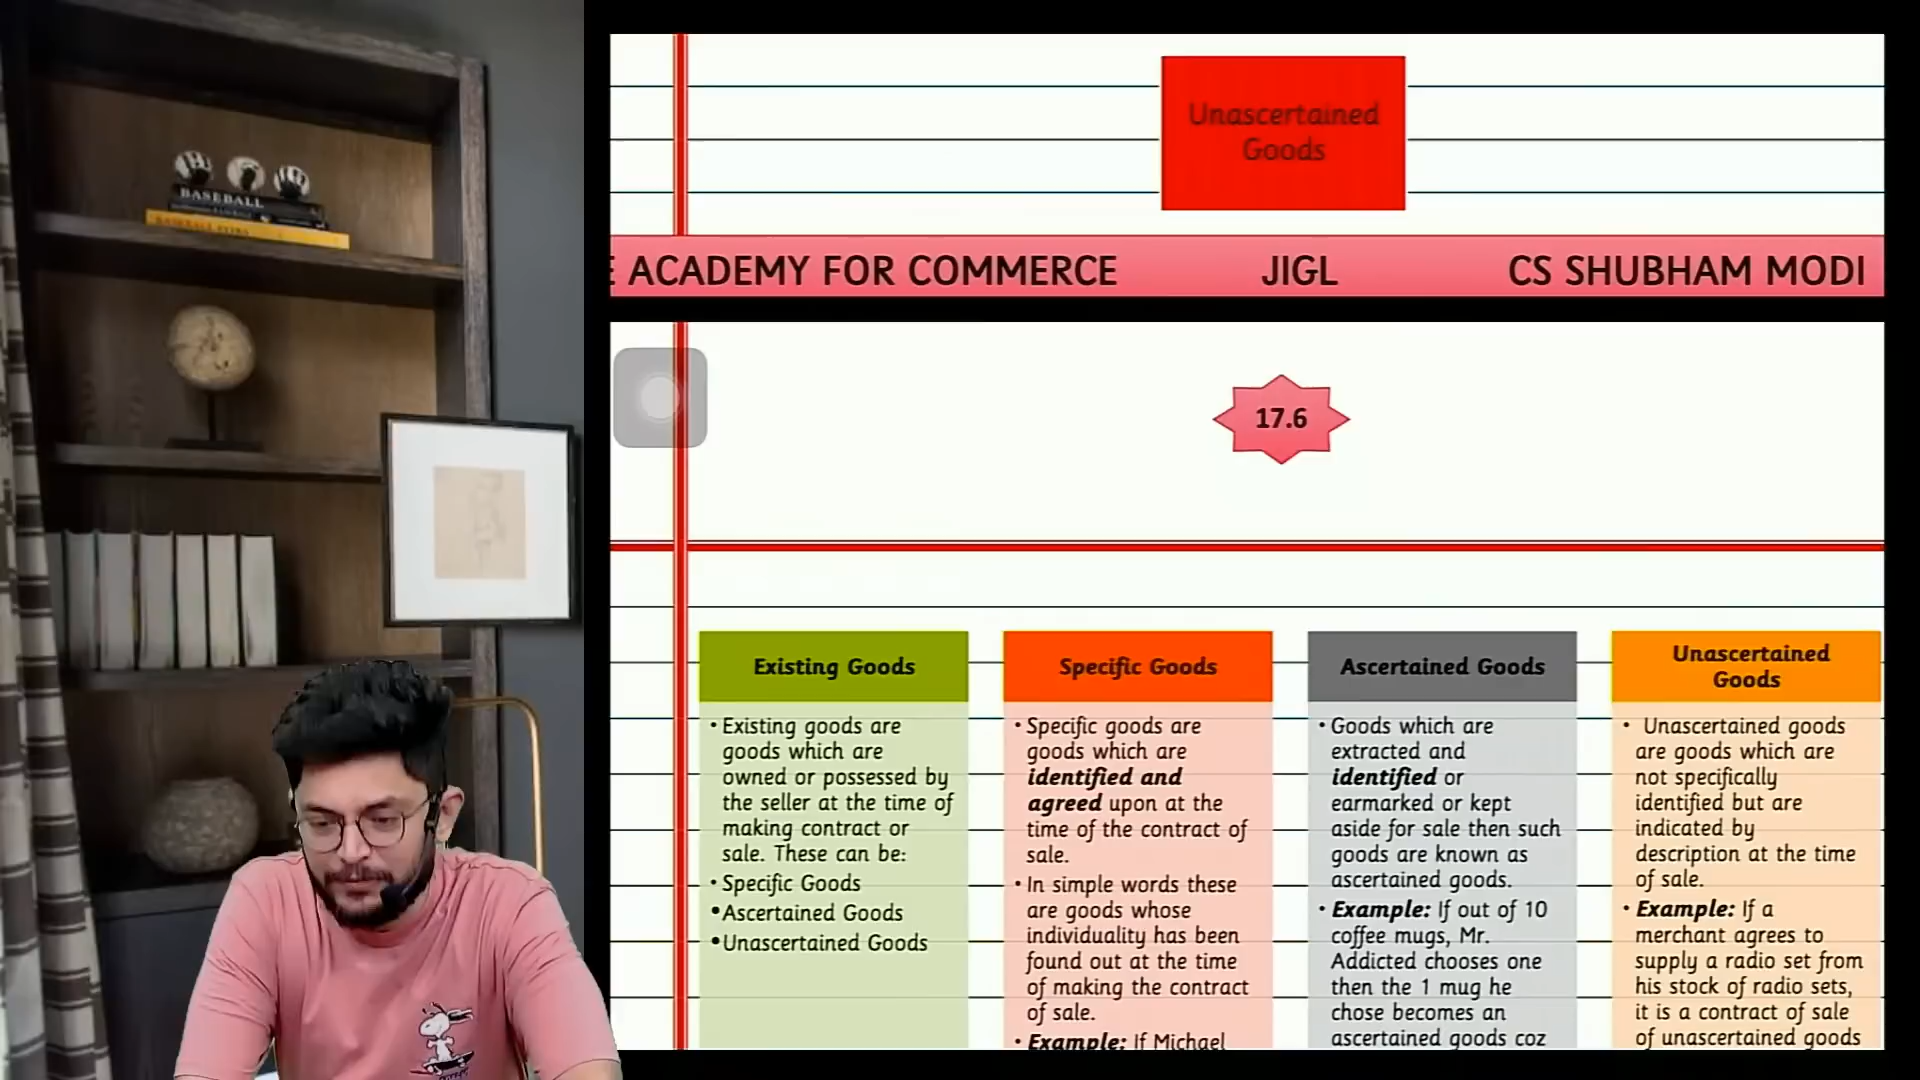 BASEBALL
Unascertained
Goods
ACADEMY FOR COMMERCE
JIGL
CS SHUBHAM MODI
17.6
Existing Goods
• Existing goods are
goods which are
owned or possessed by
the seller at the time of
making contract or
sale. These can be:
• Specific Goods
• Ascertained Goods
• Unascertained Goods
Specific Goods
• Specific goods are
goods which are
identified and
agreed upon at the
time of the contract of
sale.
• In simple words these
are goods whose
individuality has been
found out at the time
of making the contract
of sale.
• Example: If Michael
Ascertained Goods
• Goods which are
extracted and
identified or
earmarked or kept
aside for sale then such
goods are known as
ascertained goods.
• Example: If out of 10
coffee mugs, Mr.
Addicted chooses one
then the 1 mug he
chose becomes an
ascertained goods coz
Unascertained
Goods
• Unascertained goods
are goods which are
not specifically
identified but are
indicated by
description at the time
of sale.
• Example: If a
merchant agrees to
supply a radio set from
his stock of radio sets,
it is a contract of sale
of unascertained goods